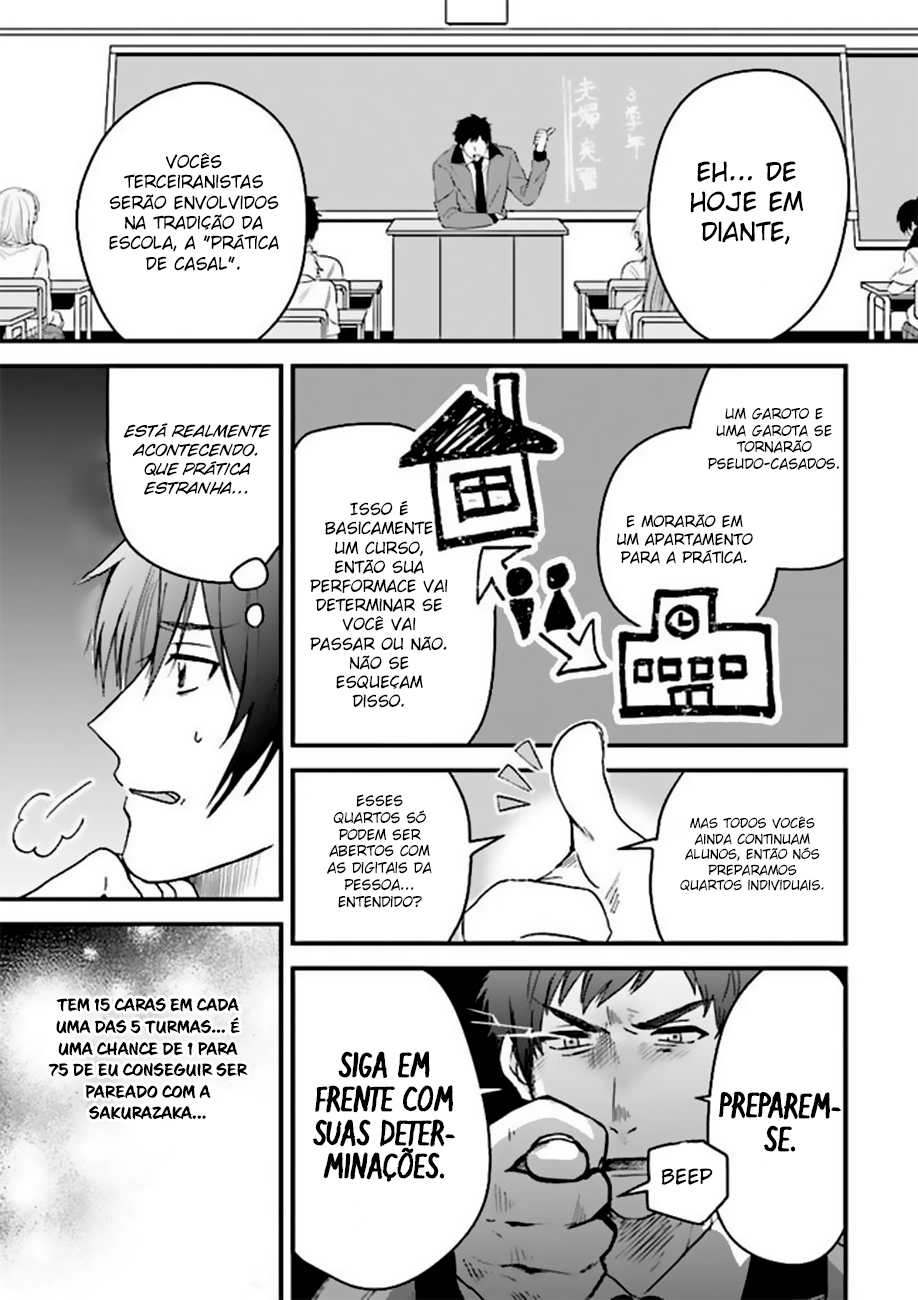 EH... DE
HOJE EM
DIANTE,
3学年
夫婦実習
VOCÊS
TERCEIRANISTAS
SERÃO ENVOLVIDOS
NA TRADIÇÃO DA
ESCOLA, A "PRÁTICA
DE CASAL".
UM GAROTO E
UMA GAROTA SE
TORNARÃO
PSEUDO-CASADOS.
E MORARÃO EM
UM APARTAMENTO
PARA A PRÁTICA.
ISSO É
BASICAMENTE
UM CURSO,
ENTÃO SUA
PERFORMACE VAI
DETERMINAR SE
VOCÊ VAI
PASSAR OU NÃO.
NÃO SE
ESQUEÇAM
DISSO.
ESTÁ REALMENTE
ACONTECENDO.
QUE PRÁTICA
ESTRANHA...
MAS TODOS VOCÊS
AINDA CONTINUAM
ALUNOS, ENTÃO NÓS
PREPARAMOS
QUARTOS INDIVIDUAIS.
ESSES
QUARTOS SÓ
PODEM SER
ABERTOS COM
AS DIGITAIS DA
PESSOA...
ENTENDIDO?
PREPAREM-
SE.
BEEP
SIGA EM
FRENTE COM
SUAS DETER-
MINAÇÕES.
TEM 15 CARAS EM CADA
UMA DAS 5 TURMAS... É
UMA CHANCE DE 1 PARA
75 DE EU CONSEGUIR SER
PAREADO COM A
SAKURAZAKA...